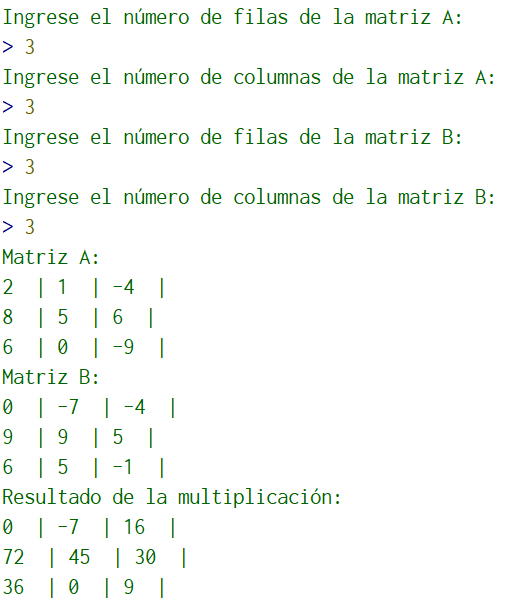 Ingrese el número de filas de la matriz A:
> 3
Ingrese el número de columnas de la matriz A:
> 3
Ingrese el número de filas de la matriz B:
> 3
Ingrese el número de columnas de la matriz B:
> 3
Matriz A:
2  | 1  | -4  |
8  | 5  | 6  |
6  | 0  | -9  |
Matriz B:
0  | -7  | -4  |
9  | 9  | 5  |
6  | 5  | -1  |
Resultado de la multiplicación:
0  | -7  | 16  |
72  | 45  | 30  |
36  | 0  | 9  |